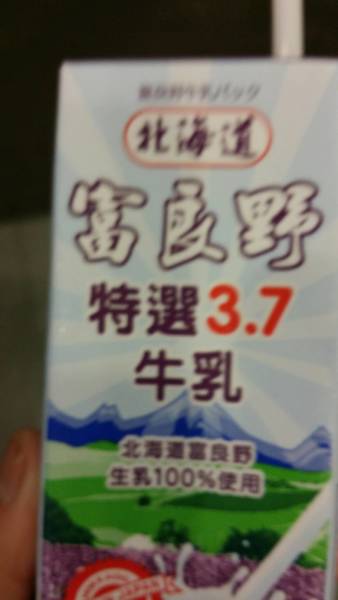 北海道
富良野
特選3.7
牛乳
北海道富良野
生乳100%使用